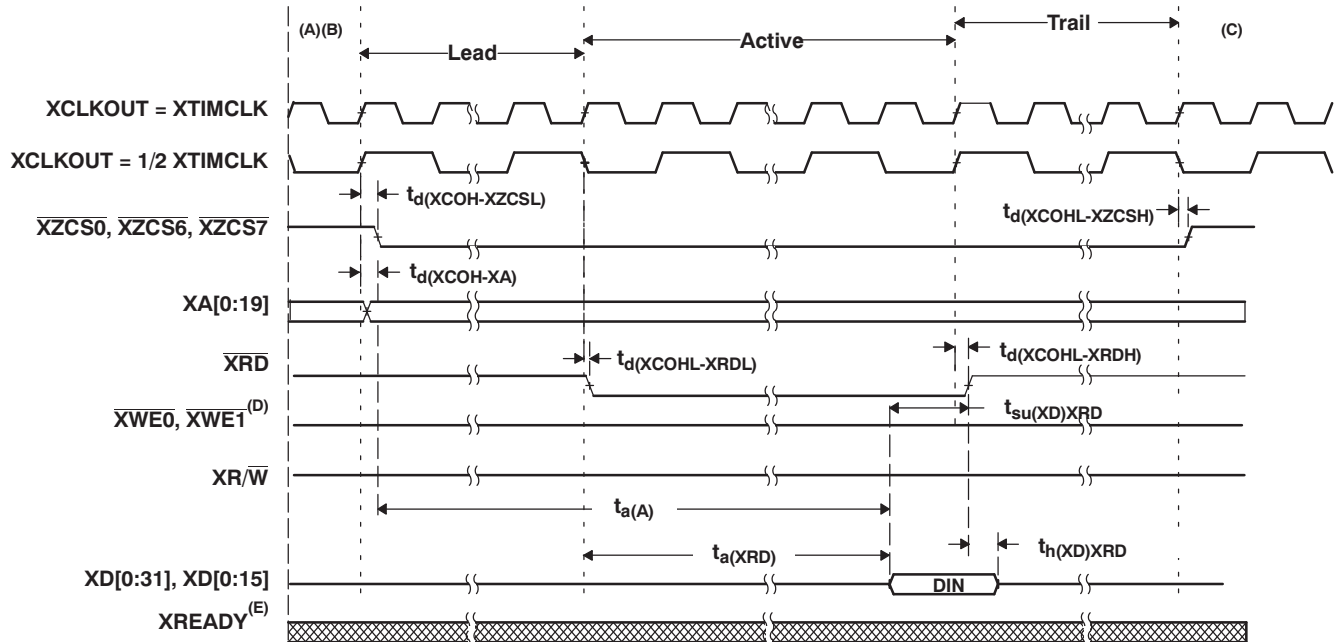 (A)(B)
Lead
Active
Trail
(C)
XCLKOUT = XTIMCLK
XCLKOUT = 1/2 XTIMCLK
td(XCOH-XZCSL)
XZCS0, XZCS6, XZCS7
td(XCOHL-XZCSH)
td(XCOH-XA)
XA[0:19]
XRD
td(XCOHL-XRDL)
td(XCOHL-XRDH)
XWE0, XWE1(D)
tsu(XD)XRD
XR/W
ta(A)
ta(XRD)
th(XD)XRD
XD[0:31], XD[0:15]
DIN
XREADY(E)